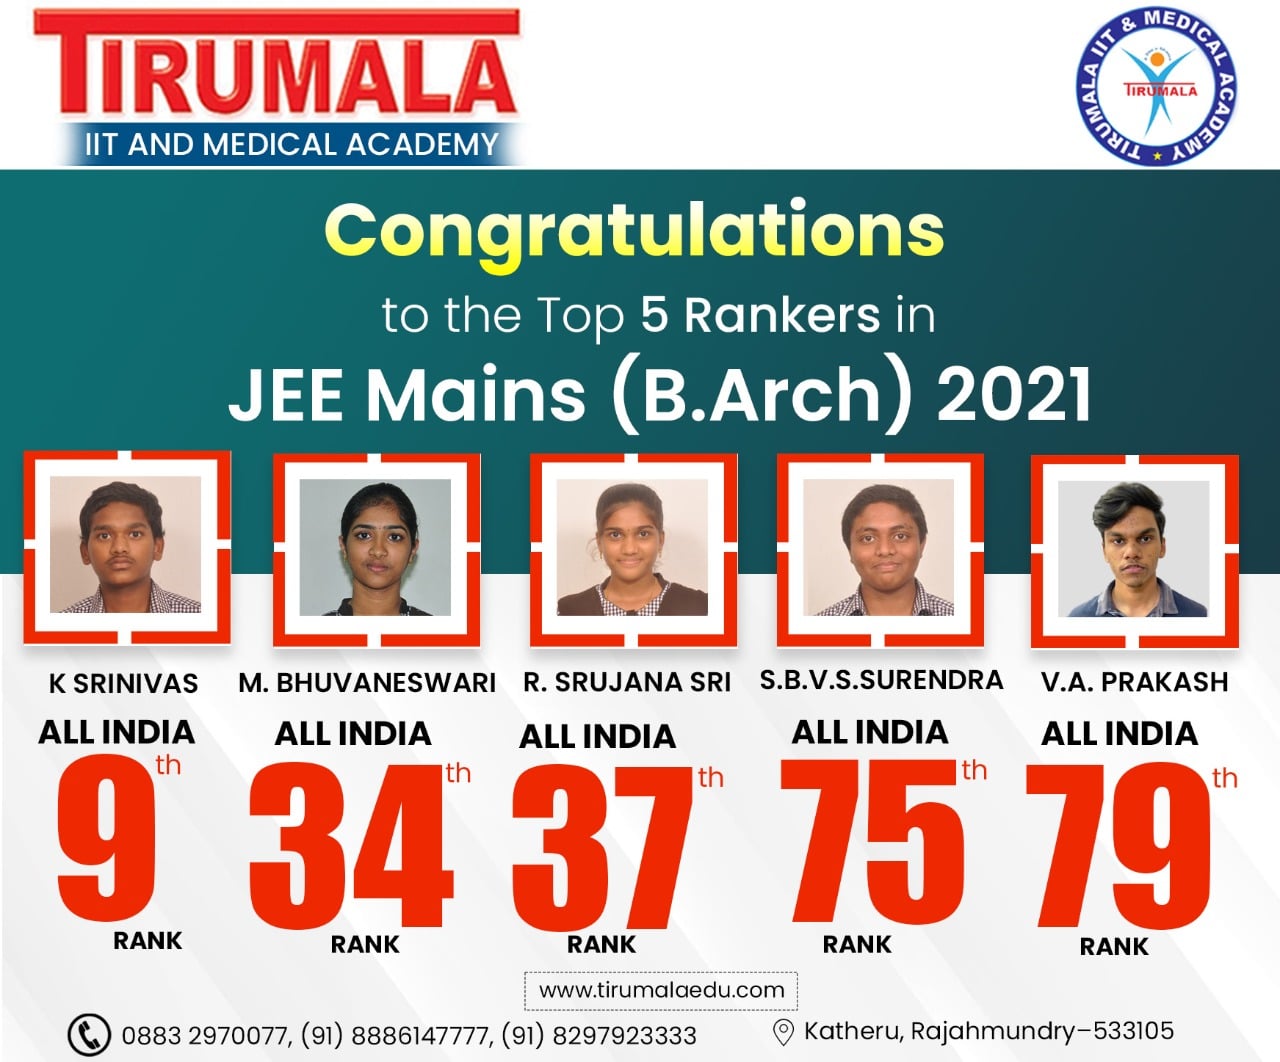 TIRUMALA
IIT AND MEDICAL ACADEMY
TIRUMALA IIT & MEDICAL ACADEMY
TIRUMALA
Congratulations
to the Top 5 Rankers in
JEE Mains (B.Arch) 2021
K SRINIVAS
M. BHUVANESWARI
R. SRUJANA SRI
S.B.V.S.SURENDRA
V.A. PRAKASH
ALL INDIA
9th
RANK
ALL INDIA
34th
RANK
ALL INDIA
37th
RANK
ALL INDIA
75th
RANK
ALL INDIA
79th
RANK
www.tirumalaedu.com
0883 2970077, (91) 8886147777, (91) 8297923333
Katheru, Rajahmundry–533105